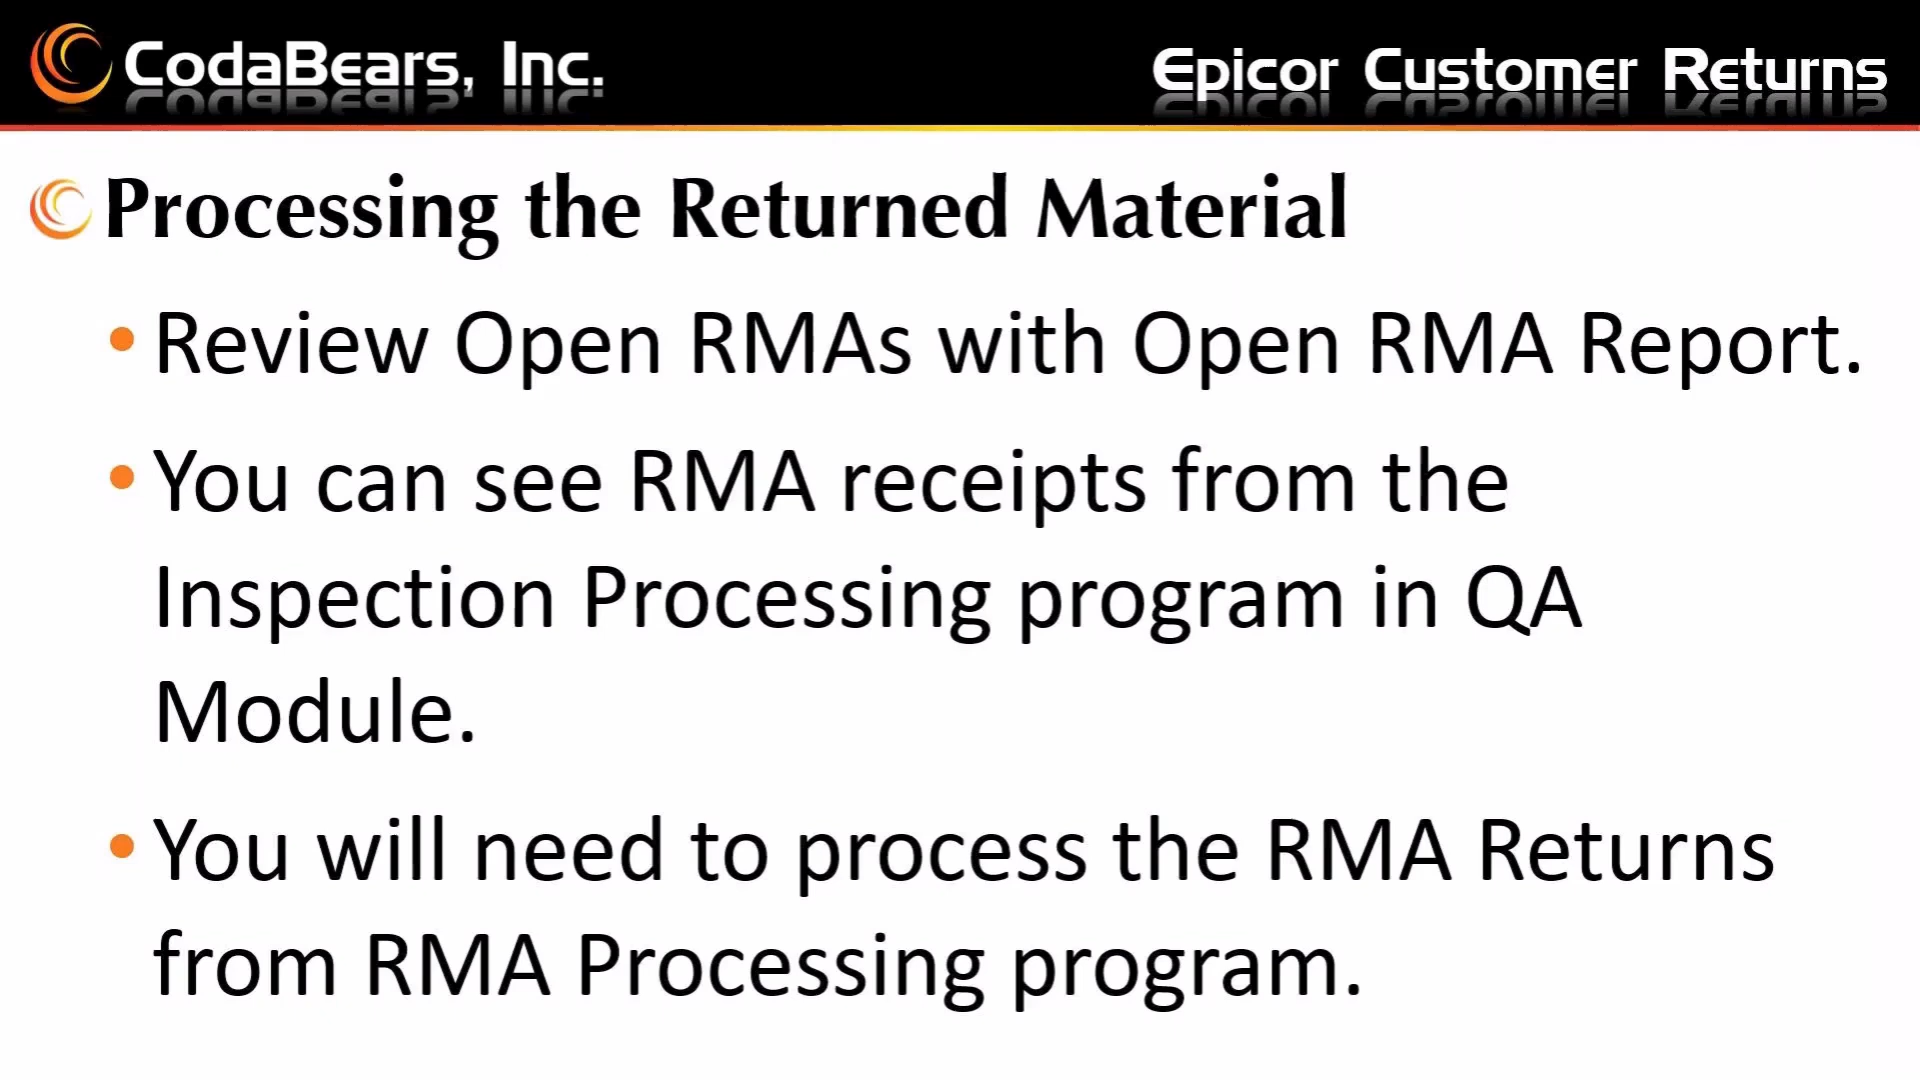 CodaBears, Inc.
Epicor Customer Returns
Processing the Returned Material
• Review Open RMAs with Open RMA Report.
• You can see RMA receipts from the
Inspection Processing program in QA
Module.
• You will need to process the RMA Returns
from RMA Processing program.